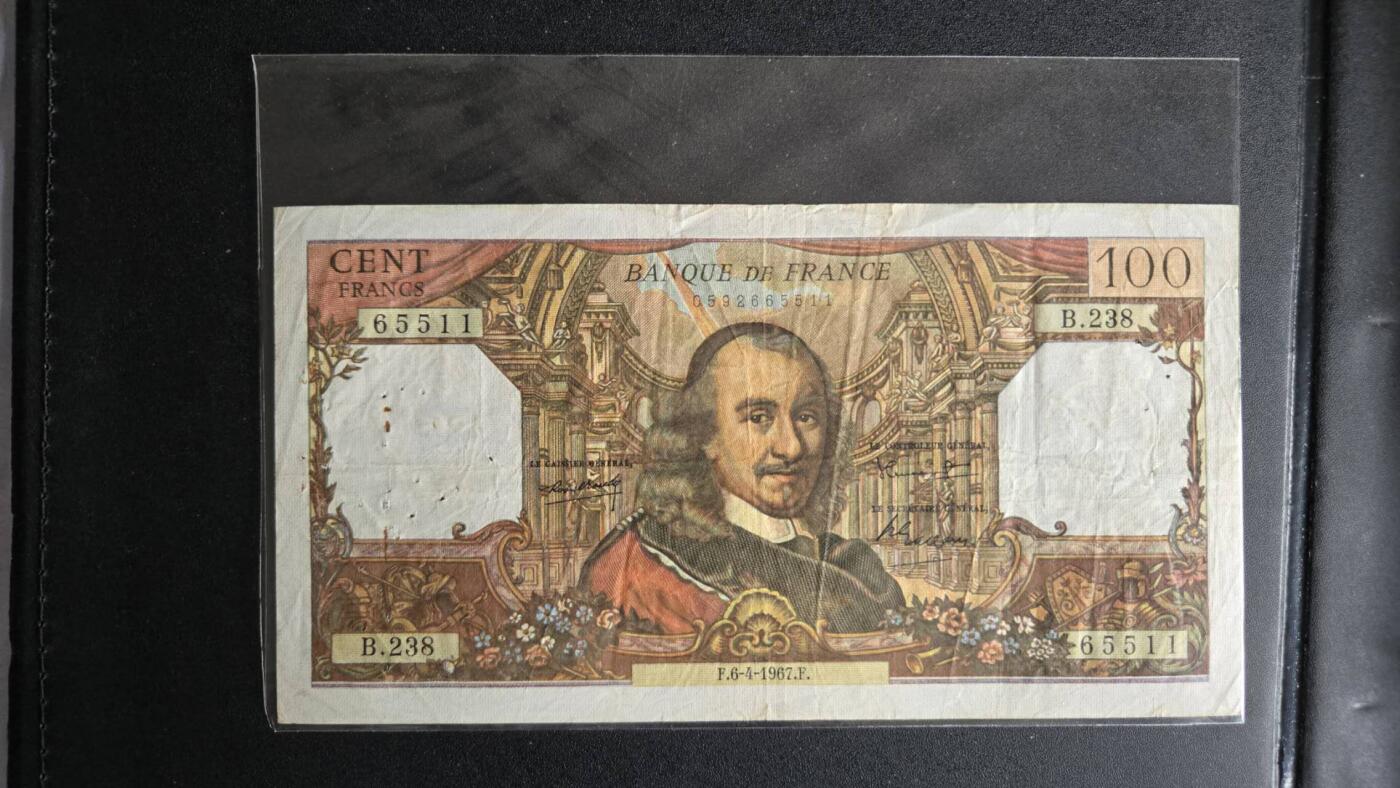 CENT
FRANCS
BANQUE DE FRANCE
0592665511
100
65511
B.238
LE CAISSIER GÉNÉRAL,
LE CONTROLEUR GÉNÉRAL,
LE SECRÉTAIRE GÉNÉRAL,
B.238
F.6-4-1967.F.
65511